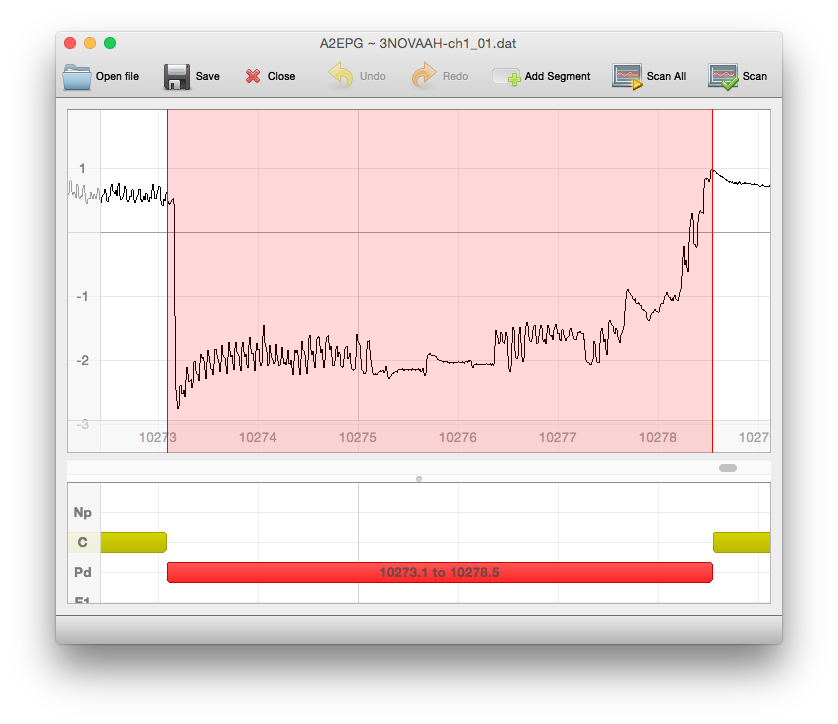 A2EPG ~ 3NOVAAH-ch1_01.dat
Open file Save Close Undo Redo Add Segment Scan All Scan
1
-1
-2
-3
10273 10274 10275 10276 10277 10278 1027
Np
C
Pd 10273.1 to 10278.5
E1